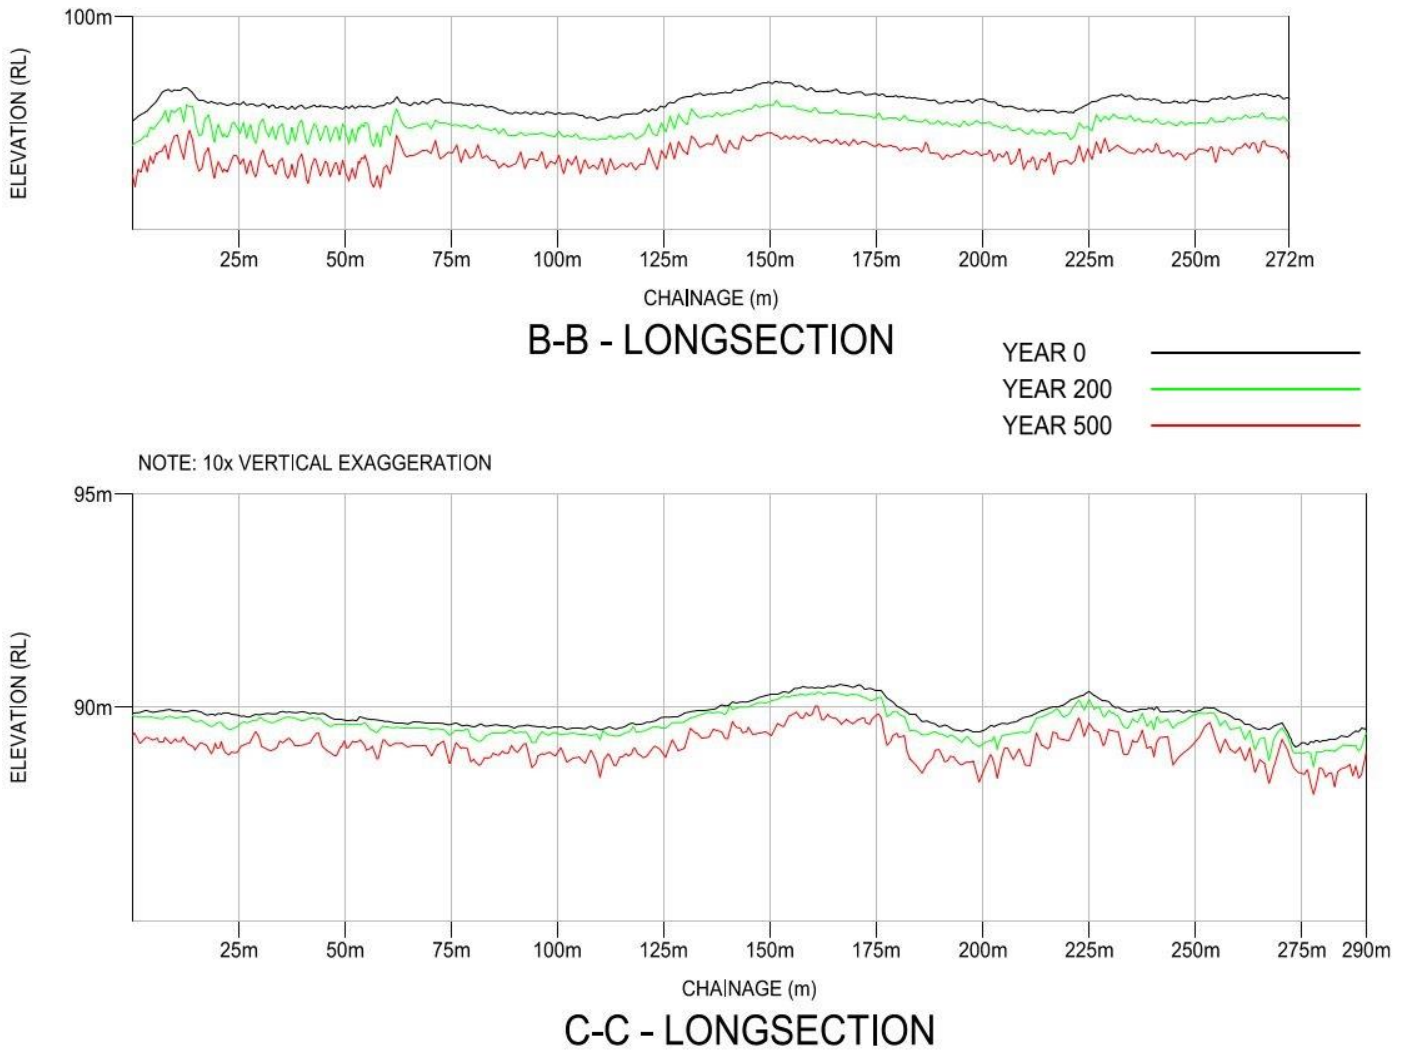 100m
ELEVATION (RL)
25m 50m 75m 100m 125m 150m 175m 200m 225m 250m 272m
CHAINAGE (m)
B-B - LONGSECTION
YEAR 0
YEAR 200
YEAR 500
NOTE: 10x VERTICAL EXAGGERATION
95m
90m
ELEVATION (RL)
25m 50m 75m 100m 125m 150m 175m 200m 225m 250m 275m 290m
CHAINAGE (m)
C-C - LONGSECTION